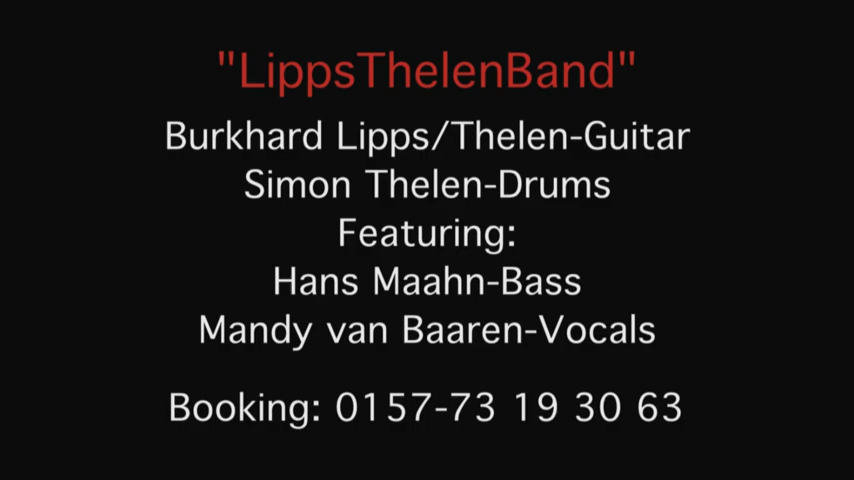 "LippsThelenBand"
Burkhard Lipps/Thelen-Guitar
Simon Thelen-Drums
Featuring:
Hans Maahn-Bass
Mandy van Baaren-Vocals
Booking: 0157-73 19 30 63